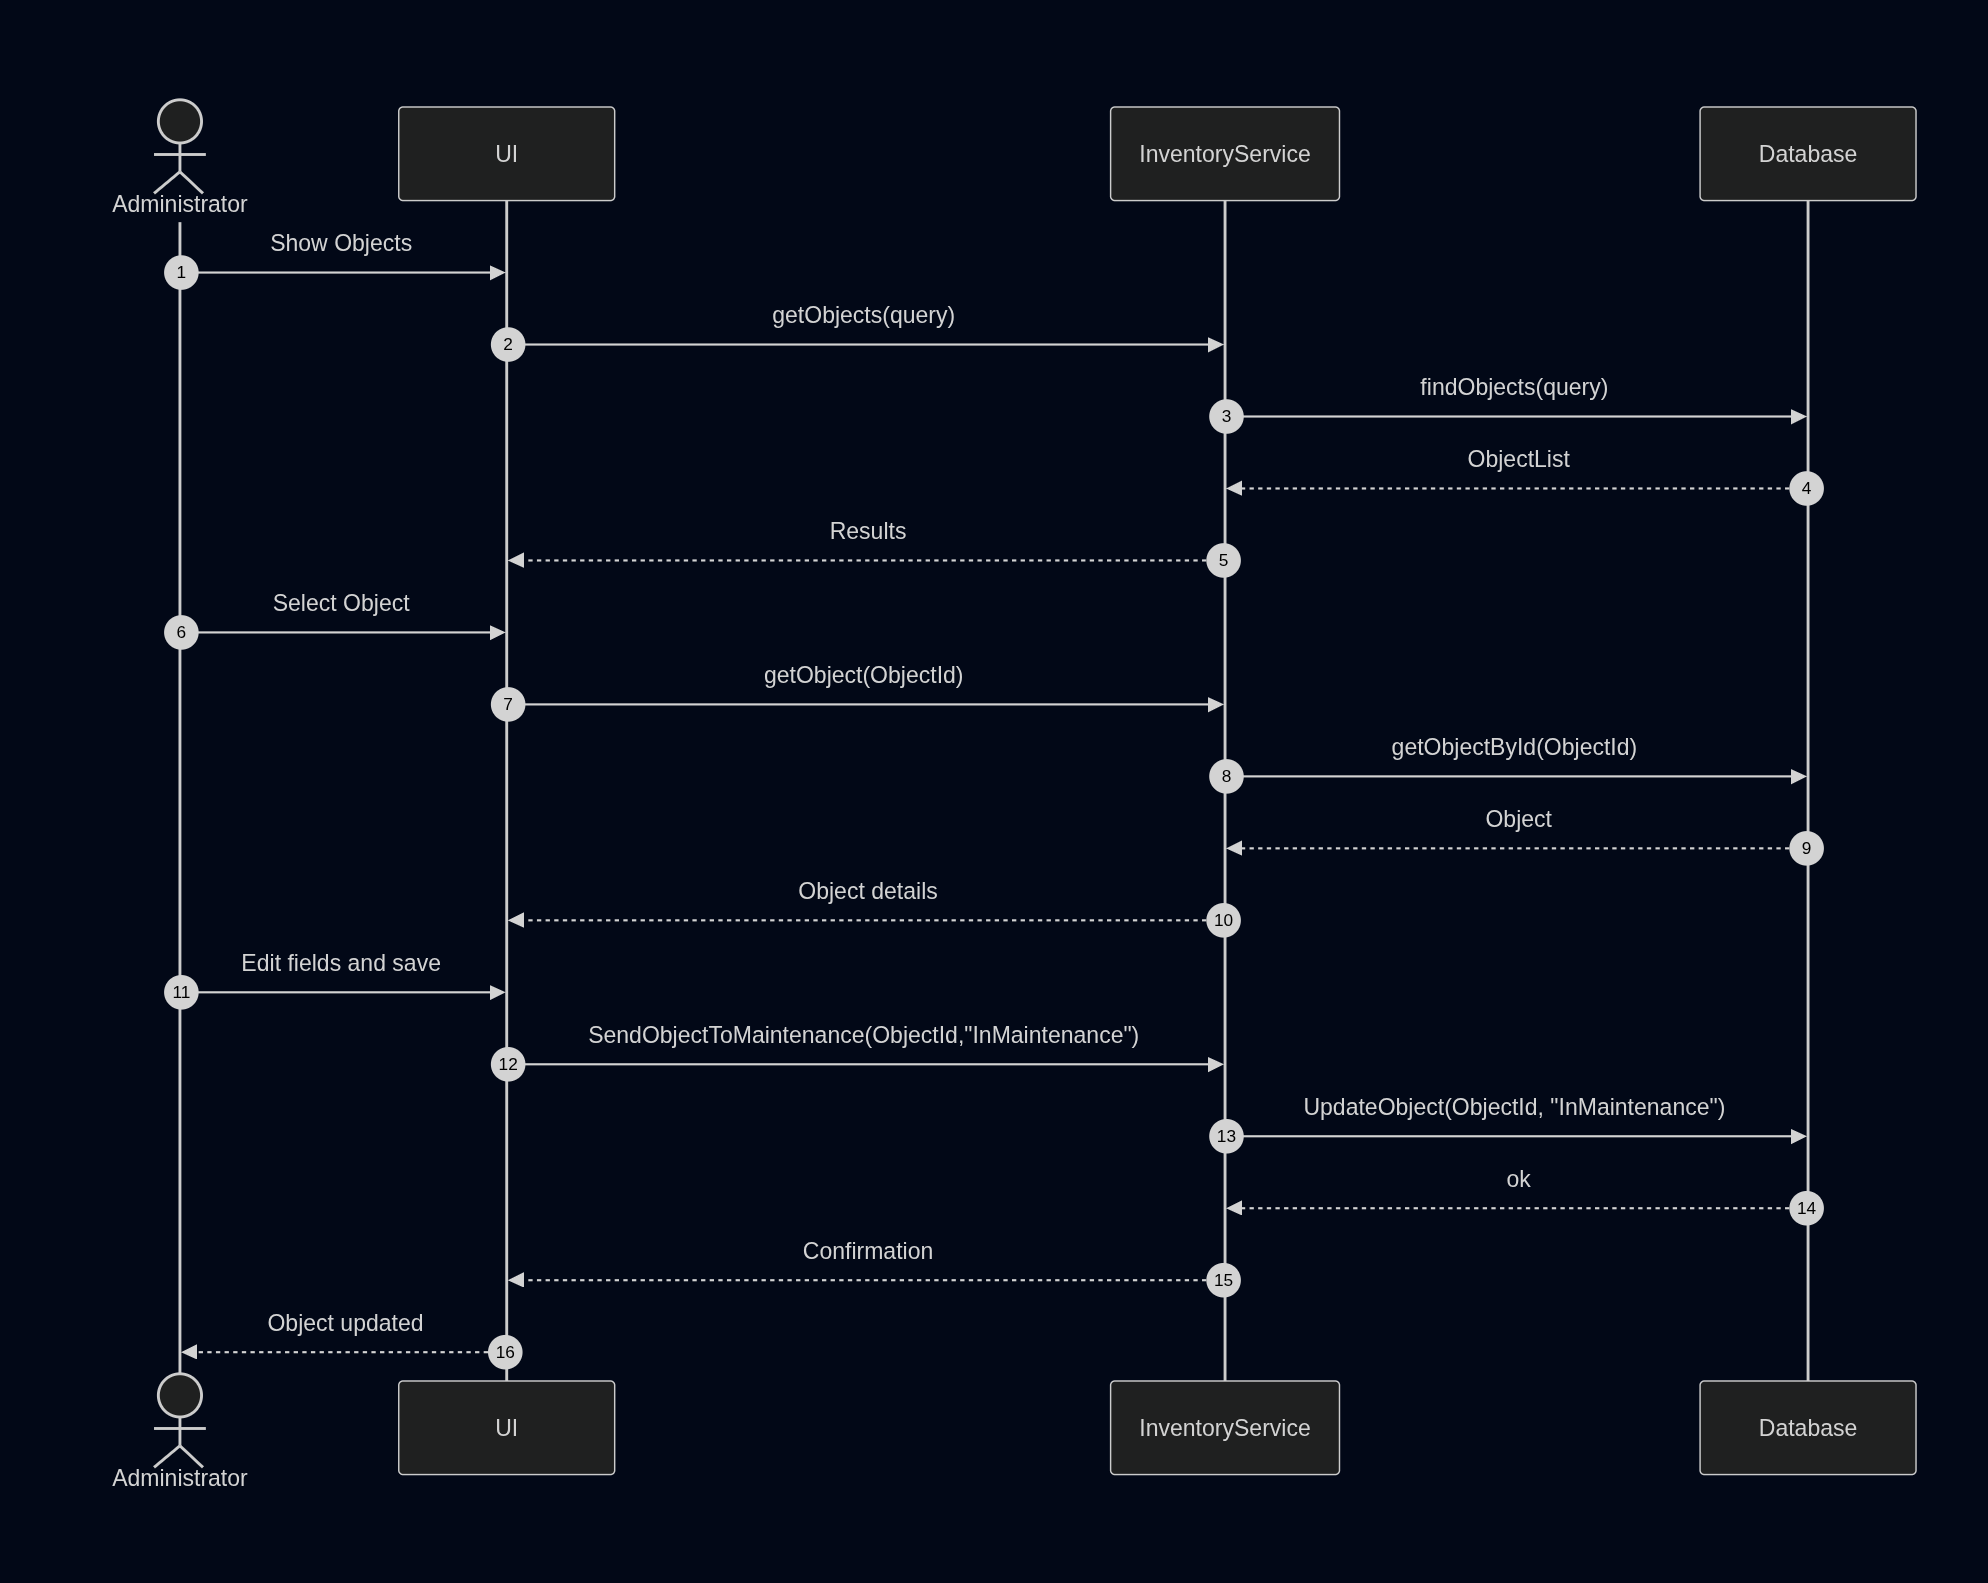 UI
InventoryService
Database
Administrator
Show Objects
1
getObjects(query)
2
findObjects(query)
3
ObjectList
4
Results
5
Select Object
6
getObject(ObjectId)
7
getObjectById(ObjectId)
8
Object
9
Object details
10
Edit fields and save
11
SendObjectToMaintenance(ObjectId,"InMaintenance")
12
UpdateObject(ObjectId, "InMaintenance")
13
ok
14
Confirmation
15
Object updated
16
UI
InventoryService
Database
Administrator